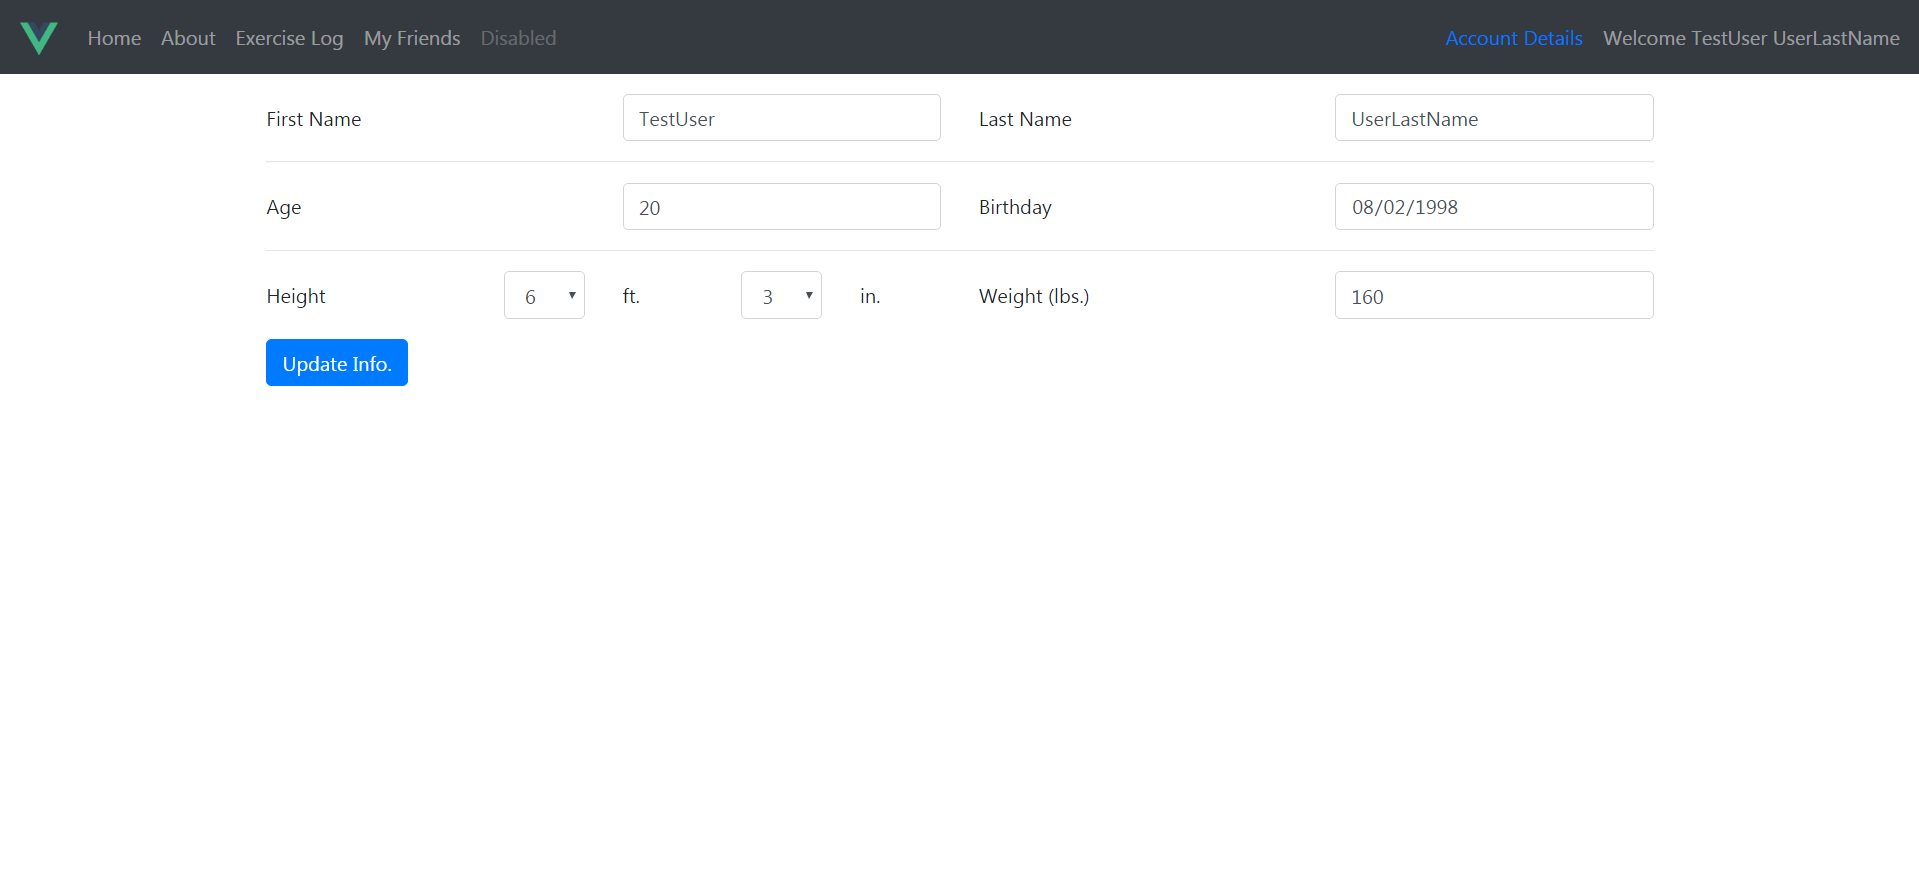 Home About Exercise Log My Friends Disabled Account Details Welcome TestUser UserLastName
First Name TestUser Last Name UserLastName
Age 20 Birthday 08/02/1998
Height 6 ft. 3 in. Weight (lbs.) 160
Update Info.